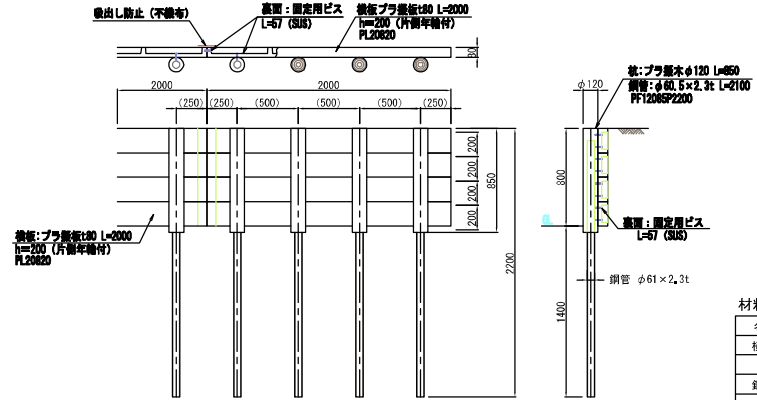 吸出し防止（不織布）
裏面：固定用ビス
L=57（SUS）
横板プラ擬板t80 L=2000
h=200（片側年輪付）
PL20820
80
2000
2000
(250)
(250)
(500)
(500)
(500)
(250)
φ120
杭：プラ擬木φ120 L=850
鋼管：φ60.5×2.3t L=2100
PF12085P2200
200
200
200
200
850
2200
800
1400
横板：プラ擬板t80 L=2000
h=200（片側年輪付）
PL20820
裏面：固定用ビス
L=57（SUS）
鋼管 φ61×2.3t